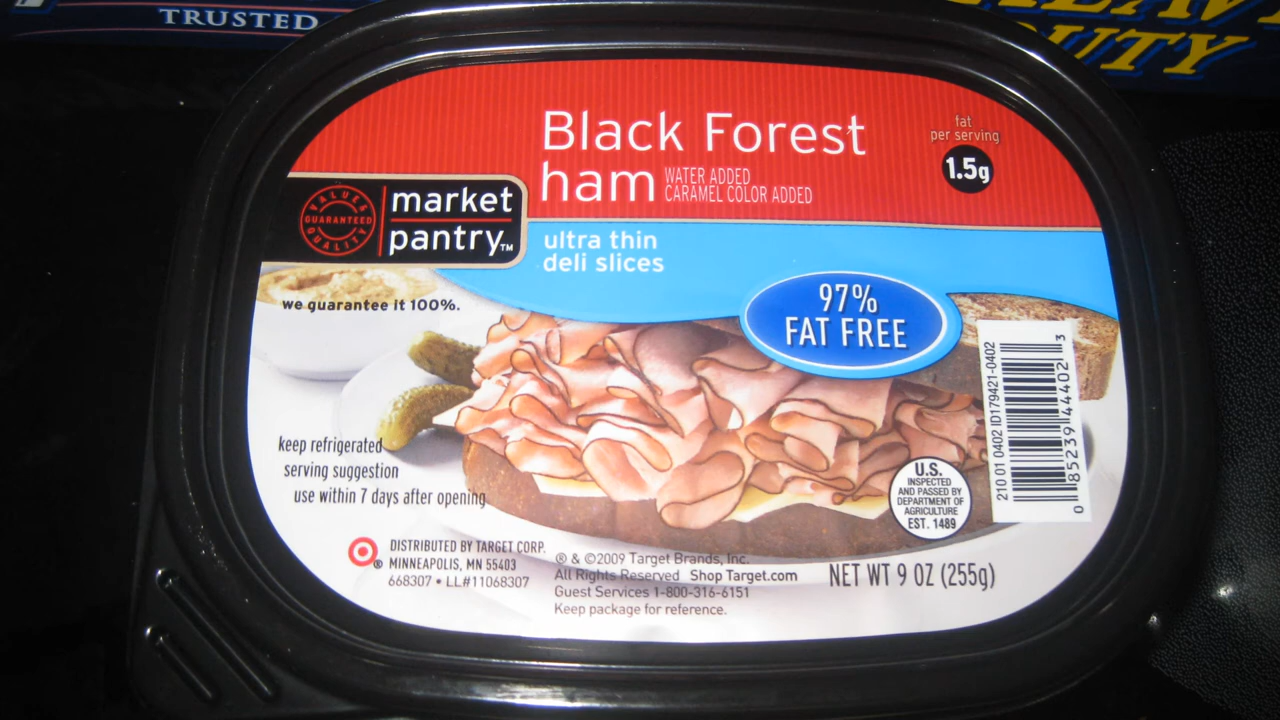 TRUSTED
UTY
Black Forest
ham WATER ADDED
CARAMEL COLOR ADDED
fat
per serving
1.5g
VALUES
GUARANTEED
QUALITY
market
pantry™
ultra thin
deli slices
we guarantee it 100%.
97%
FAT FREE
210 01 0402 ID179421-0402
0 85239 44402 3
keep refrigerated
serving suggestion
use within 7 days after opening
U.S.
INSPECTED
AND PASSED BY
DEPARTMENT OF
AGRICULTURE
EST. 1489
DISTRIBUTED BY TARGET CORP.
® MINNEAPOLIS, MN 55403
668307 • LL#11068307
® & ©2009 Target Brands, Inc.
All Rights Reserved Shop Target.com
Guest Services 1-800-316-6151
Keep package for reference.
NET WT 9 OZ (255g)